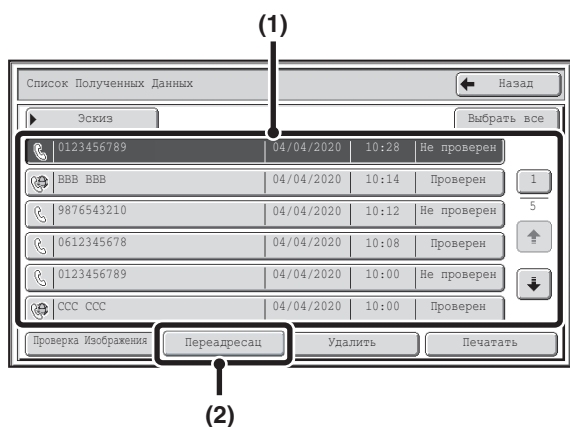 (1)
Список Полученных Данных
Назад
Эскиз
Выбрать все
0123456789 04/04/2020 10:28 Не проверен
BBB BBB 04/04/2020 10:14 Проверен
1
9876543210 04/04/2020 10:12 Не проверен
5
0612345678 04/04/2020 10:08 Проверен
0123456789 04/04/2020 10:00 Не проверен
CCC CCC 04/04/2020 10:00 Проверен
Проверка Изображения Переадресац Удалить Печатать
(2)